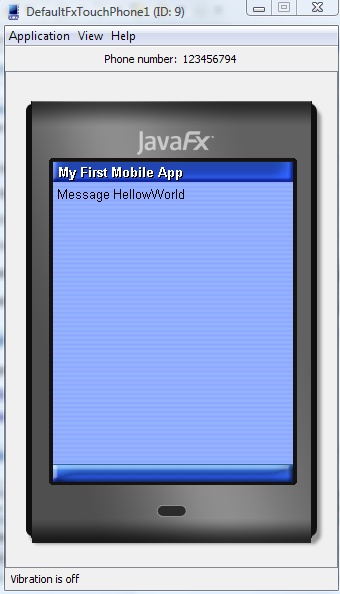 DefaultFxTouchPhone1 (ID: 9)
Application View Help
Phone number: 123456794
JavaFx
My First Mobile App
Message HellowWorld
Vibration is off